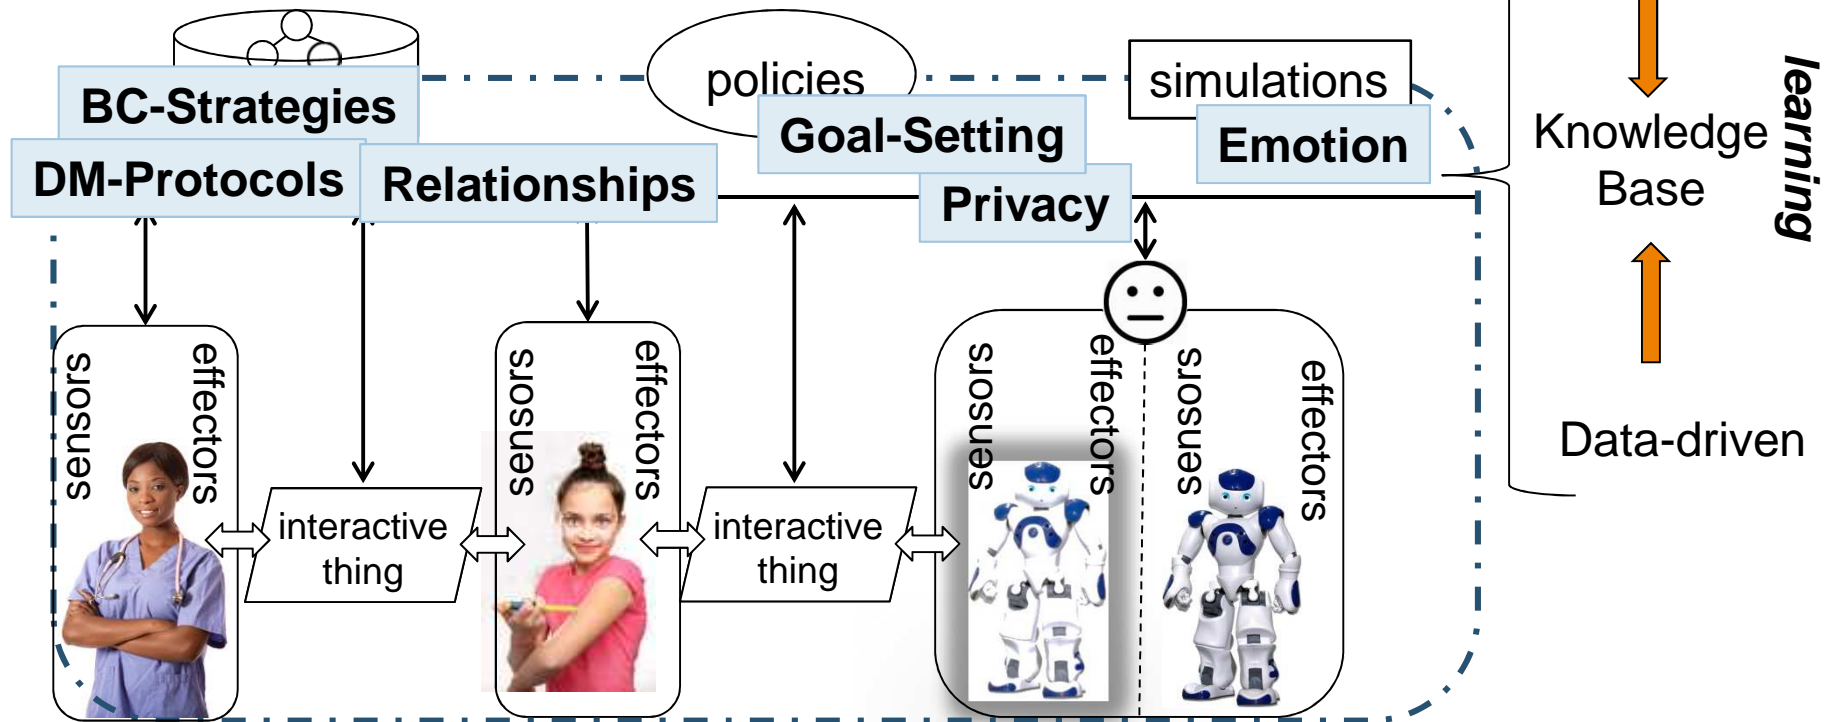 policies
simulations
BC-Strategies
Goal-Setting
Emotion
DM-Protocols
Relationships
Privacy
Knowledge
Base
learning
sensors
effectors
sensors
effectors
sensors
effectors
sensors
effectors
Data-driven
interactive
thing
interactive
thing